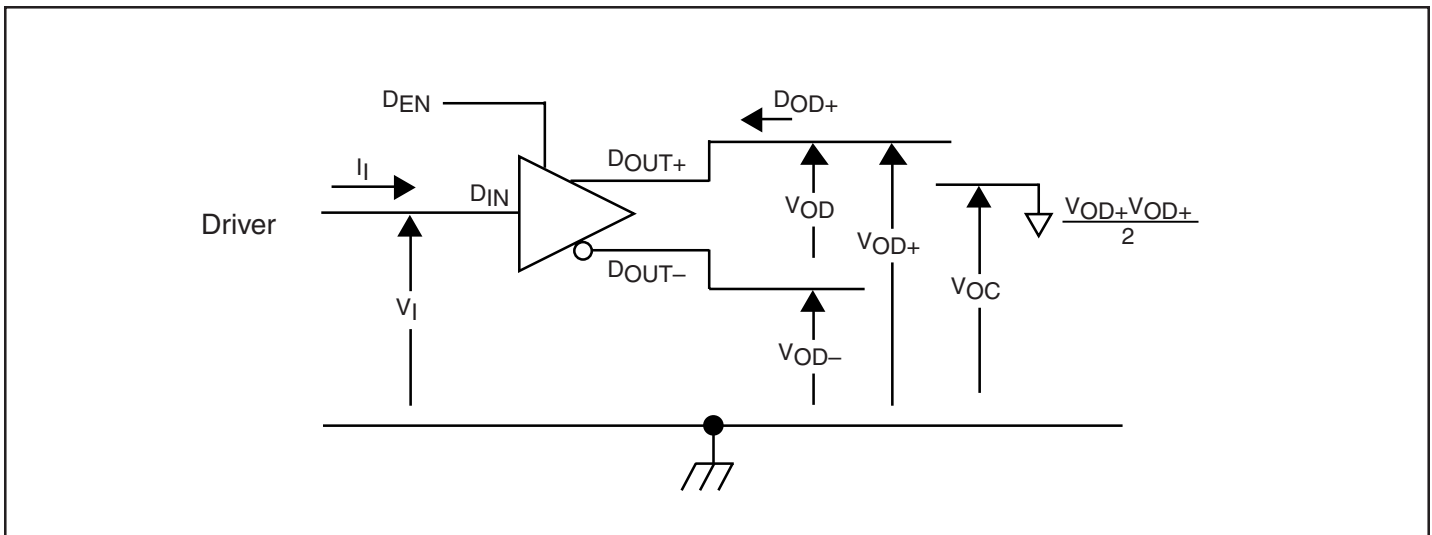 DEN
DOD+
II
DIN
DOUT+
Driver
VI
DOUT–
VOD
VOD+
VOD–
VOC
VOD+VOD+
2